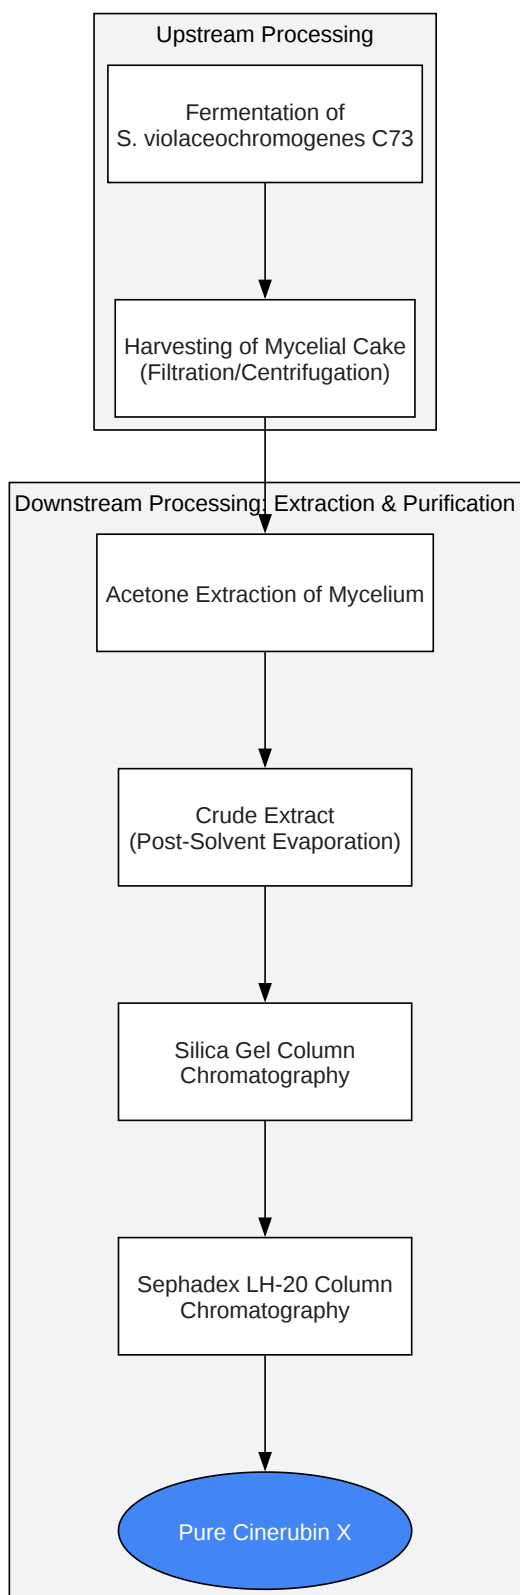 Upstream Processing
Fermentation of
S. violaceochromogenes C73
Harvesting of Mycelial Cake
(Filtration/Centrifugation)
Downstream Processing: Extraction & Purification
Acetone Extraction of Mycelium
Crude Extract
(Post-Solvent Evaporation)
Silica Gel Column
Chromatography
Sephadex LH-20 Column
Chromatography
Pure Cinerubin X